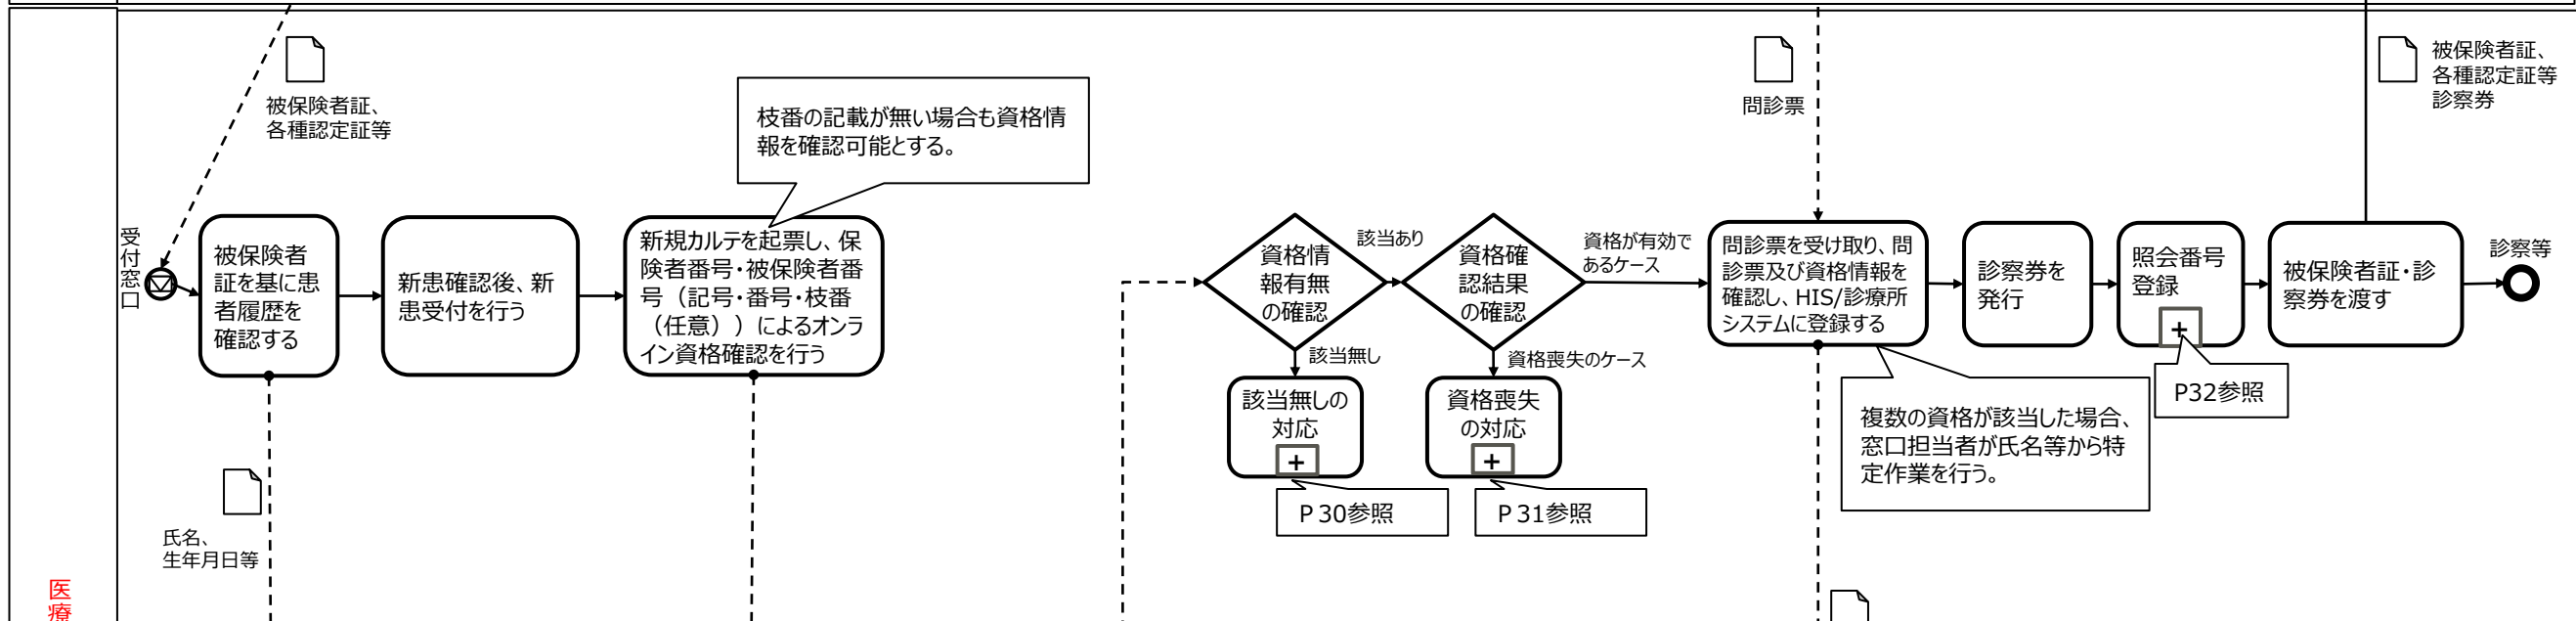 被保険者証、
各種認定証等
枝番の記載が無い場合も資格情
報を確認可能とする。
問診票
被保険者証、
各種認定証等
診察券
受
付
窓
口
被保険者
証を基に患
者履歴を
確認する
新患確認後、新
患受付を行う
新規カルテを起票し、保
険者番号・被保険者番
号（記号・番号・枝番
（任意））によるオンラ
イン資格確認を行う
資格情
報有無
の確認
該当あり
資格確
認結果
の確認
資格が有効で
あるケース
問診票を受け取り、問
診票及び資格情報を
確認し、HIS/診療所
システムに登録する
診察券を
発行
照会番号
登録
被保険者証・診
察券を渡す
診察等
該当無し
資格喪失のケース
該当無しの
対応
資格喪失
の対応
P32参照
複数の資格が該当した場合、
窓口担当者が氏名等から特
定作業を行う。
P 30参照
P 31参照
氏名、
生年月日等
医
療